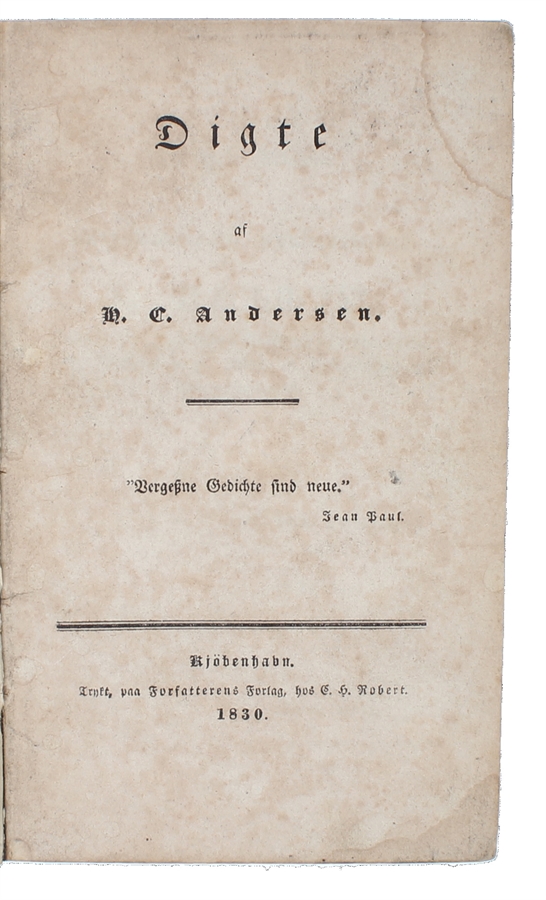 Digte
af
H. C. Andersen.
"Vergeßne Gedichte sind neue."
Jean Paul.
Kjöbenhavn.
Trykt, paa Forfatterens Forlag, hos E. H. Robert.
1830.